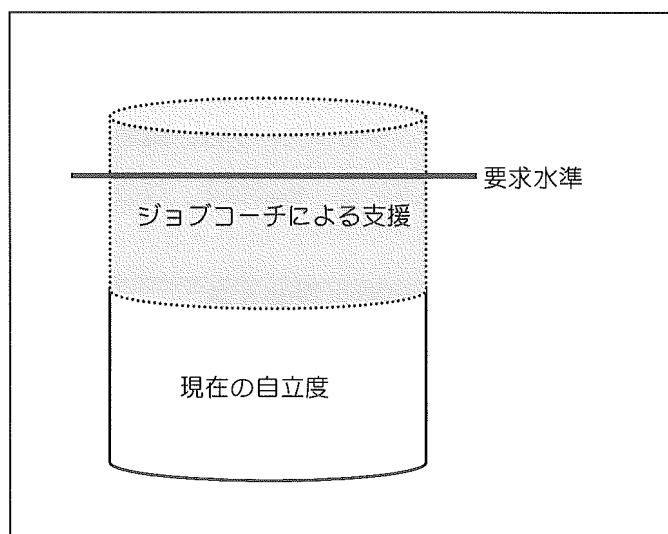 要求水準
ジョブコーチによる支援
現在の自立度